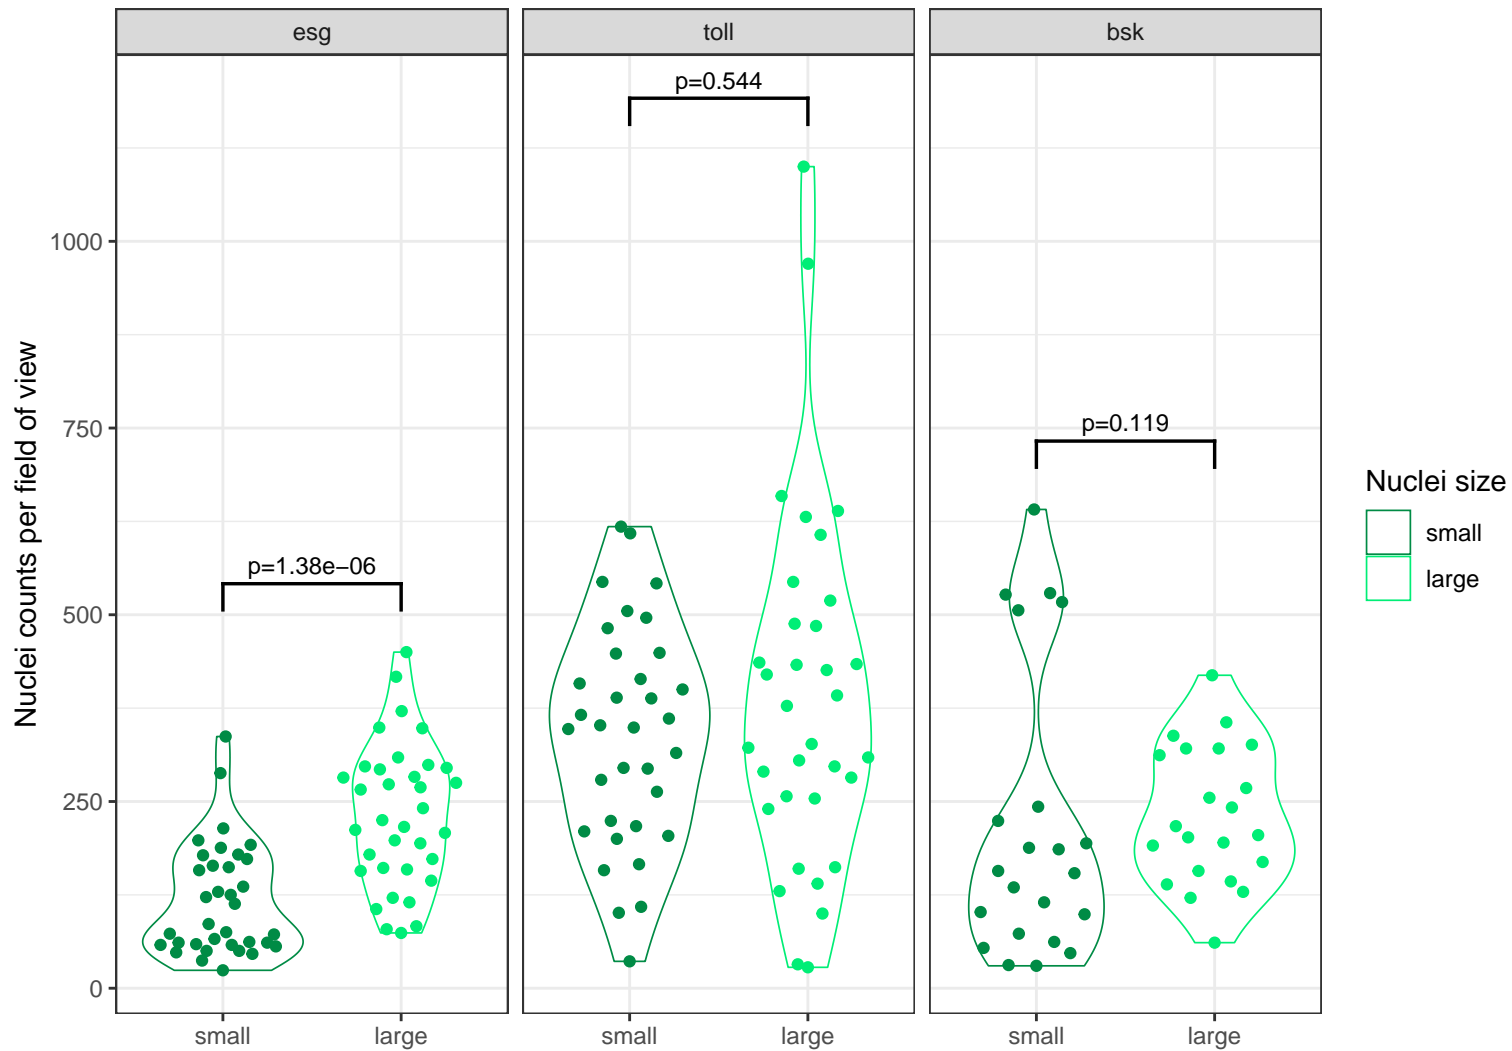 esg
toll
bsk
p=1.38e−06
p=0.544
p=0.119
Nuclei counts per field of view
1000
750
500
250
0
small
large
small
large
small
large
Nuclei size
small
large